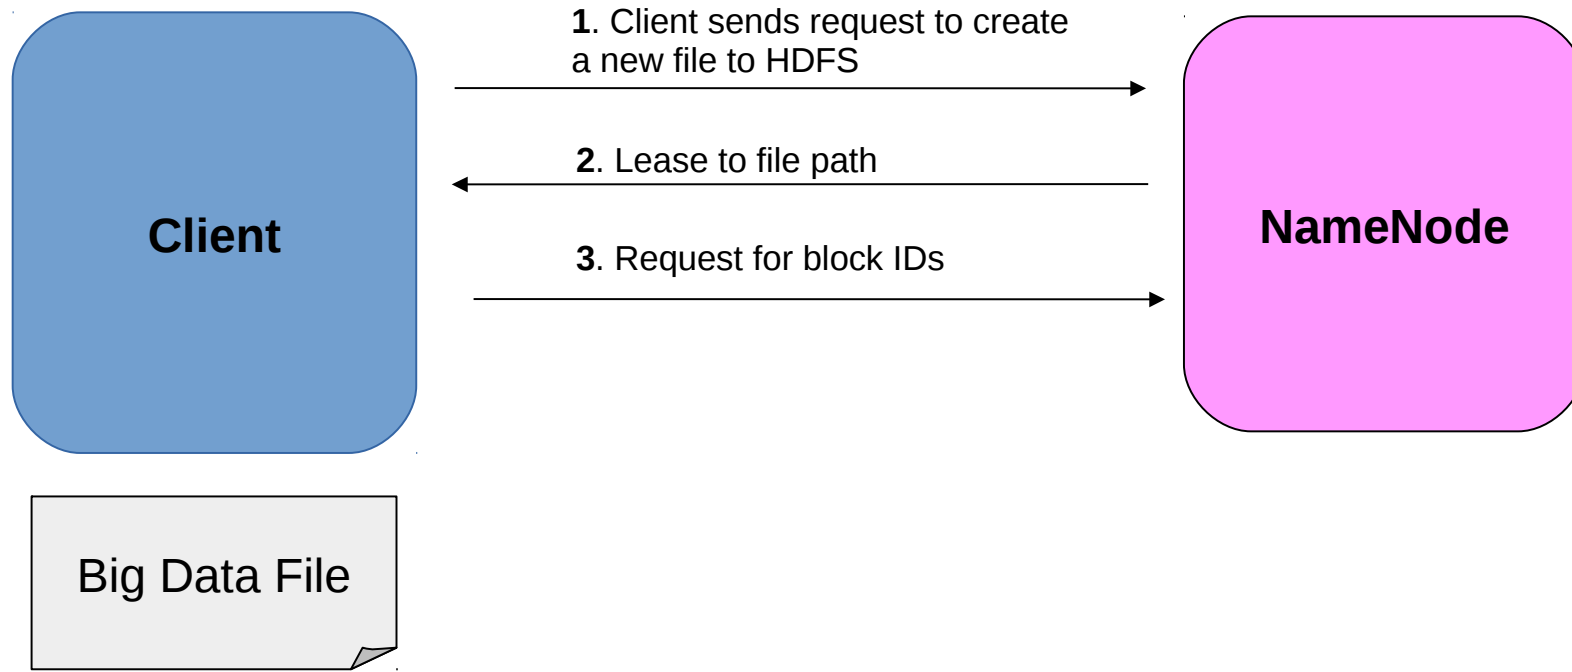 1. Client sends request to create
a new file to HDFS
2. Lease to file path
Client
NameNode
3. Request for block IDs
Big Data File